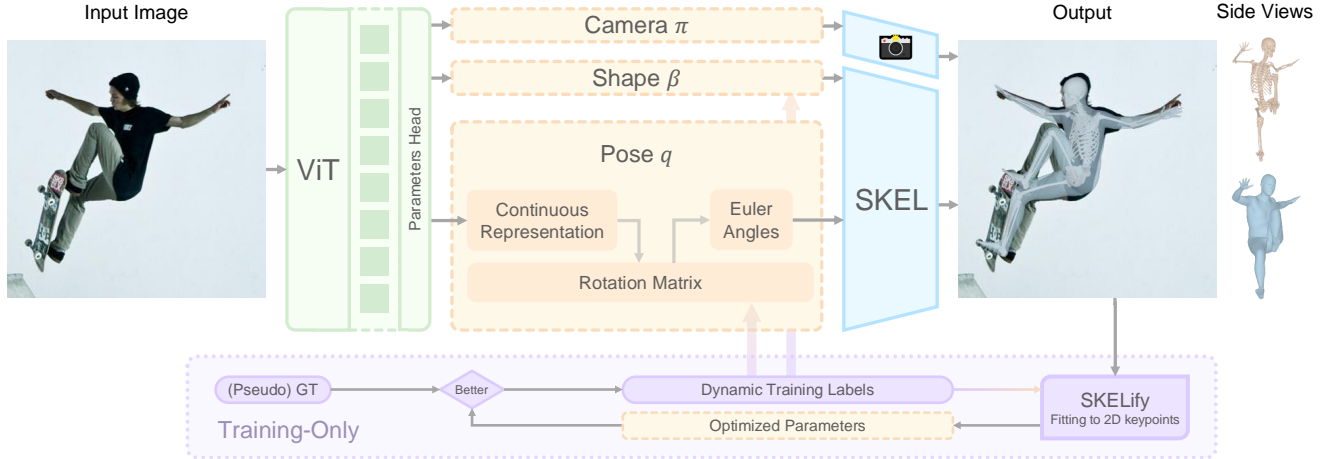 Input Image
Output
Side Views
ViT
Parameters Head
Camera π
Shape β
Pose q
Continuous
Representation
Euler
Angles
Rotation Matrix
SKEL
(Pseudo) GT
Better
Dynamic Training Labels
Optimized Parameters
SKELify
Fitting to 2D keypoints
Training-Only